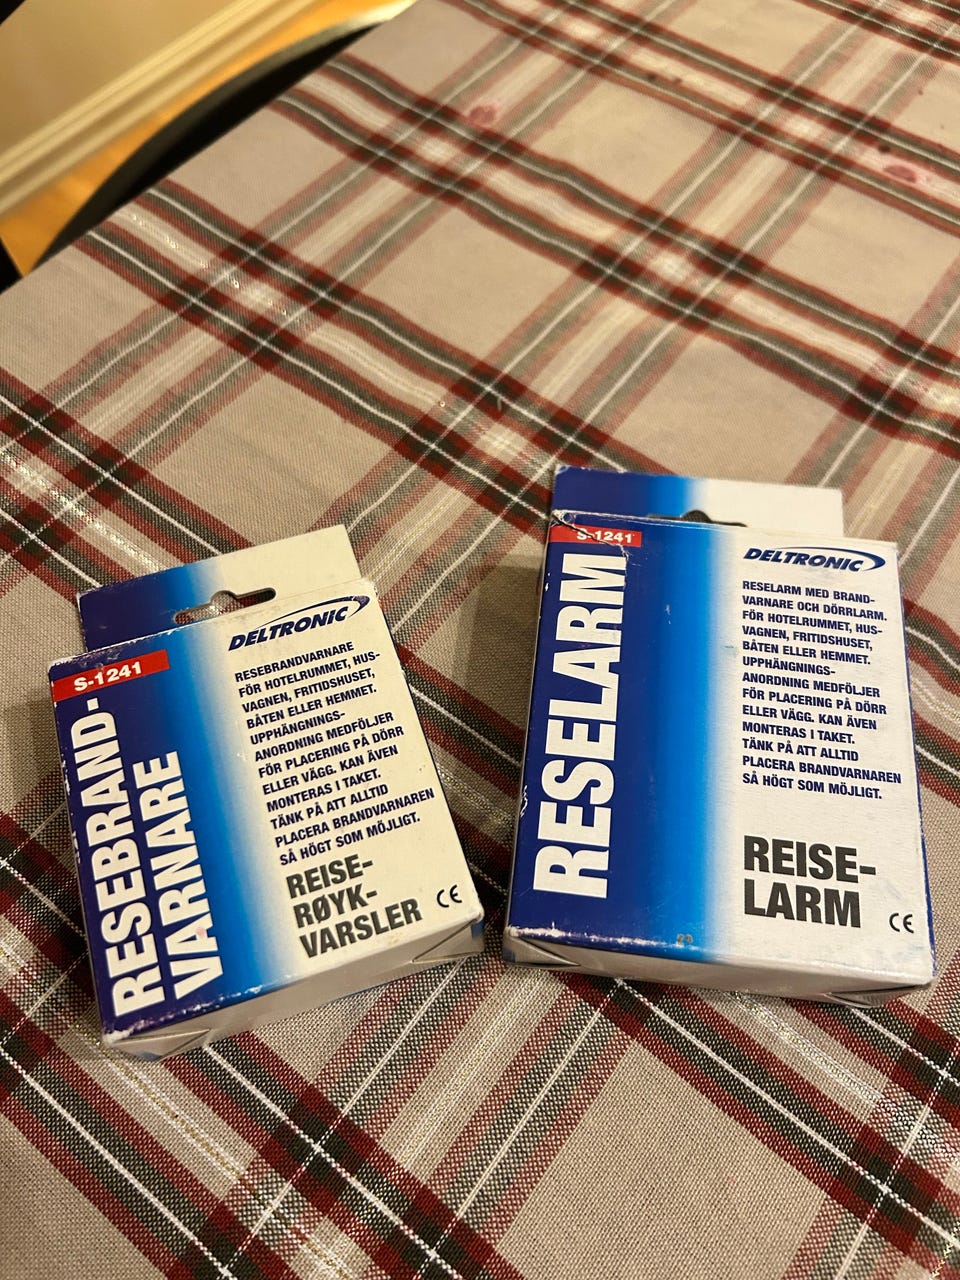 S-1241
RESEBRAND-
VARNARE
DELTRONIC
RESEBRANDVARNARE
FÖR HOTELRUMMET, HUS-
VAGNEN, FRITIDSHUSET,
BÅTEN ELLER HEMMET.
UPPHÄNGNINGS-
ANORDNING MEDFÖLJER
FÖR PLACERING PÅ DÖRR
ELLER VÄGG. KAN ÄVEN
MONTERAS I TAKET.
TÄNK PÅ ATT ALLTID
PLACERA BRANDVARNAREN
SÅ HÖGT SOM MÖJLIGT.
REISE-
RØYK-
VARSLER
CE
S-1241
RESELARM
DELTRONIC
RESELARM MED BRAND-
VARNARE OCH DÖRRLARM.
FÖR HOTELRUMMET, HUS-
VAGNEN, FRITIDSHUSET,
BÅTEN ELLER HEMMET.
UPPHÄNGNINGS-
ANORDNING MEDFÖLJER
FÖR PLACERING PÅ DÖRR
ELLER VÄGG. KAN ÄVEN
MONTERAS I TAKET.
TÄNK PÅ ATT ALLTID
PLACERA BRANDVARNAREN
SÅ HÖGT SOM MÖJLIGT.
REISE-
LARM
CE